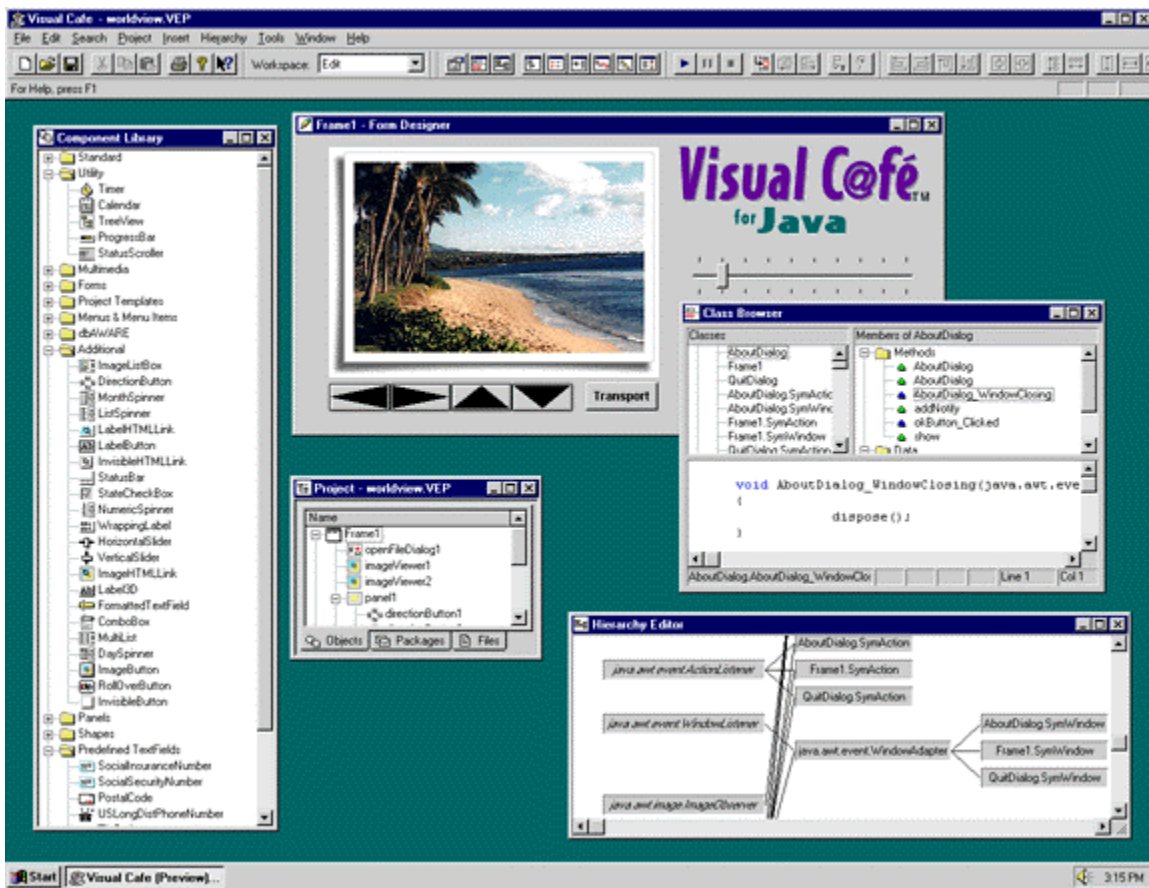 Visual Cafe - worldview.VEP
File Edit Search Project Insert Hierarchy Tools Window Help
Workspace: Edit
For Help, press F1
Component Library
Standard
Utility
Timer
Calendar
TreeView
ProgressBar
StatusScroller
Multimedia
Forms
Project Templates
Menus & Menu Items
dbAWARE
Additional
ImageListBox
DirectionButton
MonthSpinner
ListSpinner
LabelHTMLLink
LabelButton
InvisibleHTMLLink
StatusBar
StateCheckBox
NumericSpinner
WrappingLabel
HorizontalSlider
VerticalSlider
ImageHTMLLink
Label3D
FormattedTextField
ComboBox
MultiList
DaySpinner
ImageButton
RollOverButton
InvisibleButton
Panels
Shapes
Predefined TextFields
SocialInsuranceNumber
SocialSecurityNumber
PostalCode
USLongDistPhoneNumber
Frame1 - Form Designer
Visual C@fé™
for Java
Transport
Class Browser
Classes
AboutDialog
Frame1
QuitDialog
AboutDialog.SymActic
AboutDialog.SymWinc
Frame1.SymAction
Frame1.SymWindow
QuitDialog.SymAction
Members of AboutDialog
Methods
AboutDialog
AboutDialog
AboutDialog_WindowClosing
addNotify
okButton_Clicked
show
Data
void AboutDialog_WindowClosing(java.awt.eve
{
dispose();
}
AboutDialog.AboutDialog_WindowClo
Line 1
Col 1
Project - worldview.VEP
Name
Frame1
openFileDialog1
imageViewer1
imageViewer2
panel1
directionButton1
Objects Packages Files
Hierarchy Editor
AboutDialog.SymAction
java.awt.event.ActionListener
Frame1.SymAction
QuitDialog.SymAction
java.awt.event.WindowListener
AboutDialog.SymWindow
java.awt.event.WindowAdapter
Frame1.SymWindow
QuitDialog.SymWindow
java.awt.image.ImageObserver
Start
Visual Cafe (Preview)...
3:15 PM